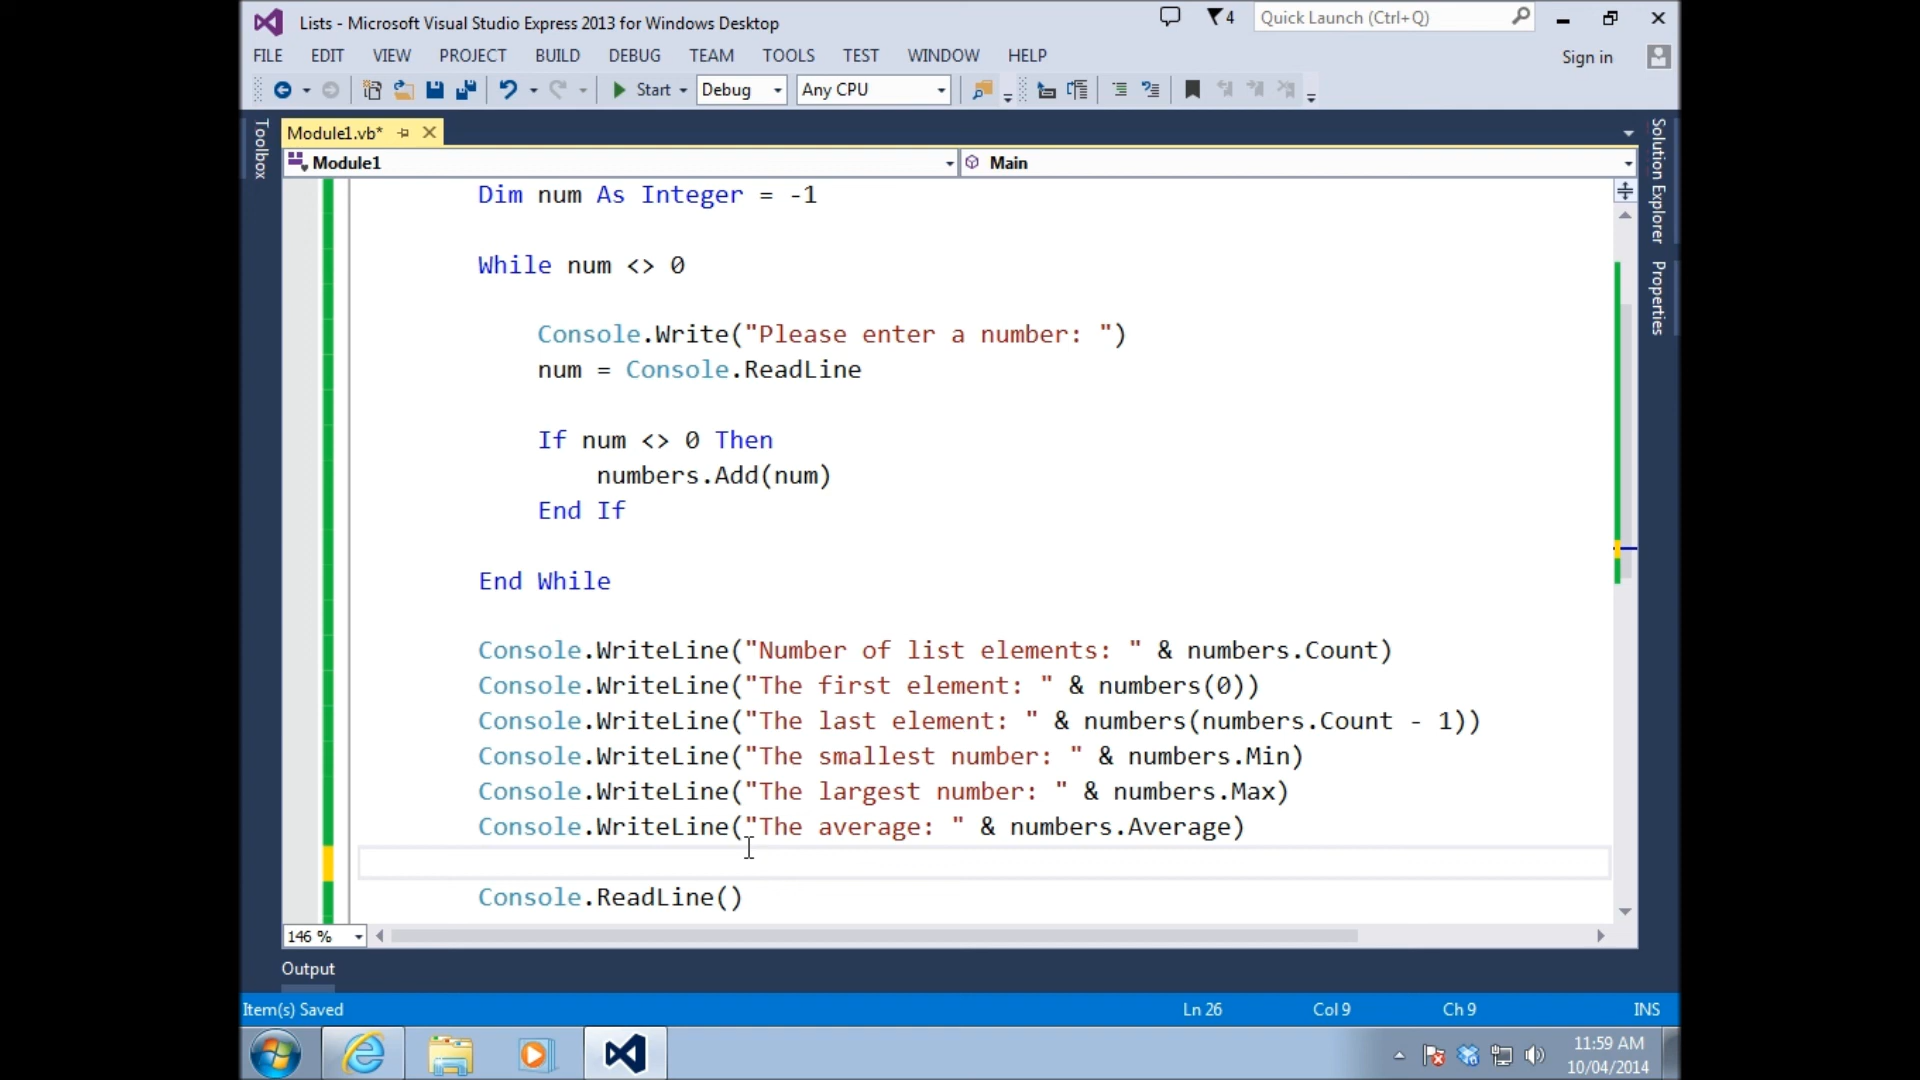 Lists - Microsoft Visual Studio Express 2013 for Windows Desktop
4
Quick Launch (Ctrl+Q)
FILE EDIT VIEW PROJECT BUILD DEBUG TEAM TOOLS TEST WINDOW HELP
Sign in
Start
Debug
Any CPU
Toolbox
Module1.vb*
Solution Explorer
Properties
Module1
Main
Dim num As Integer = -1
While num <> 0
Console.Write("Please enter a number: ")
num = Console.ReadLine
If num <> 0 Then
numbers.Add(num)
End If
End While
Console.WriteLine("Number of list elements: " & numbers.Count)
Console.WriteLine("The first element: " & numbers(0))
Console.WriteLine("The last element: " & numbers(numbers.Count - 1))
Console.WriteLine("The smallest number: " & numbers.Min)
Console.WriteLine("The largest number: " & numbers.Max)
Console.WriteLine("The average: " & numbers.Average)
Console.ReadLine()
146 %
Output
Item(s) Saved
Ln 26
Col 9
Ch 9
INS
11:59 AM
10/04/2014